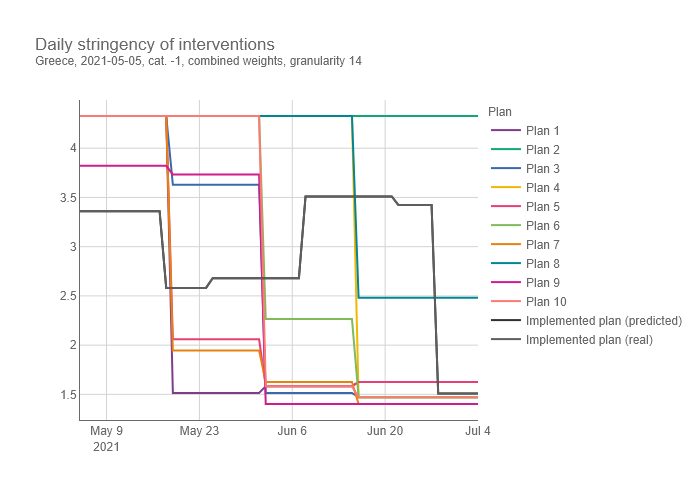 Daily stringency of interventions
Greece, 2021-05-05, cat. -1, combined weights, granularity 14
Plan
Plan 1
Plan 2
Plan 3
Plan 4
Plan 5
Plan 6
Plan 7
Plan 8
Plan 9
Plan 10
Implemented plan (predicted)
Implemented plan (real)
4
3.5
3
2.5
2
1.5
May 9 May 23 Jun 6 Jun 20 Jul 4
2021